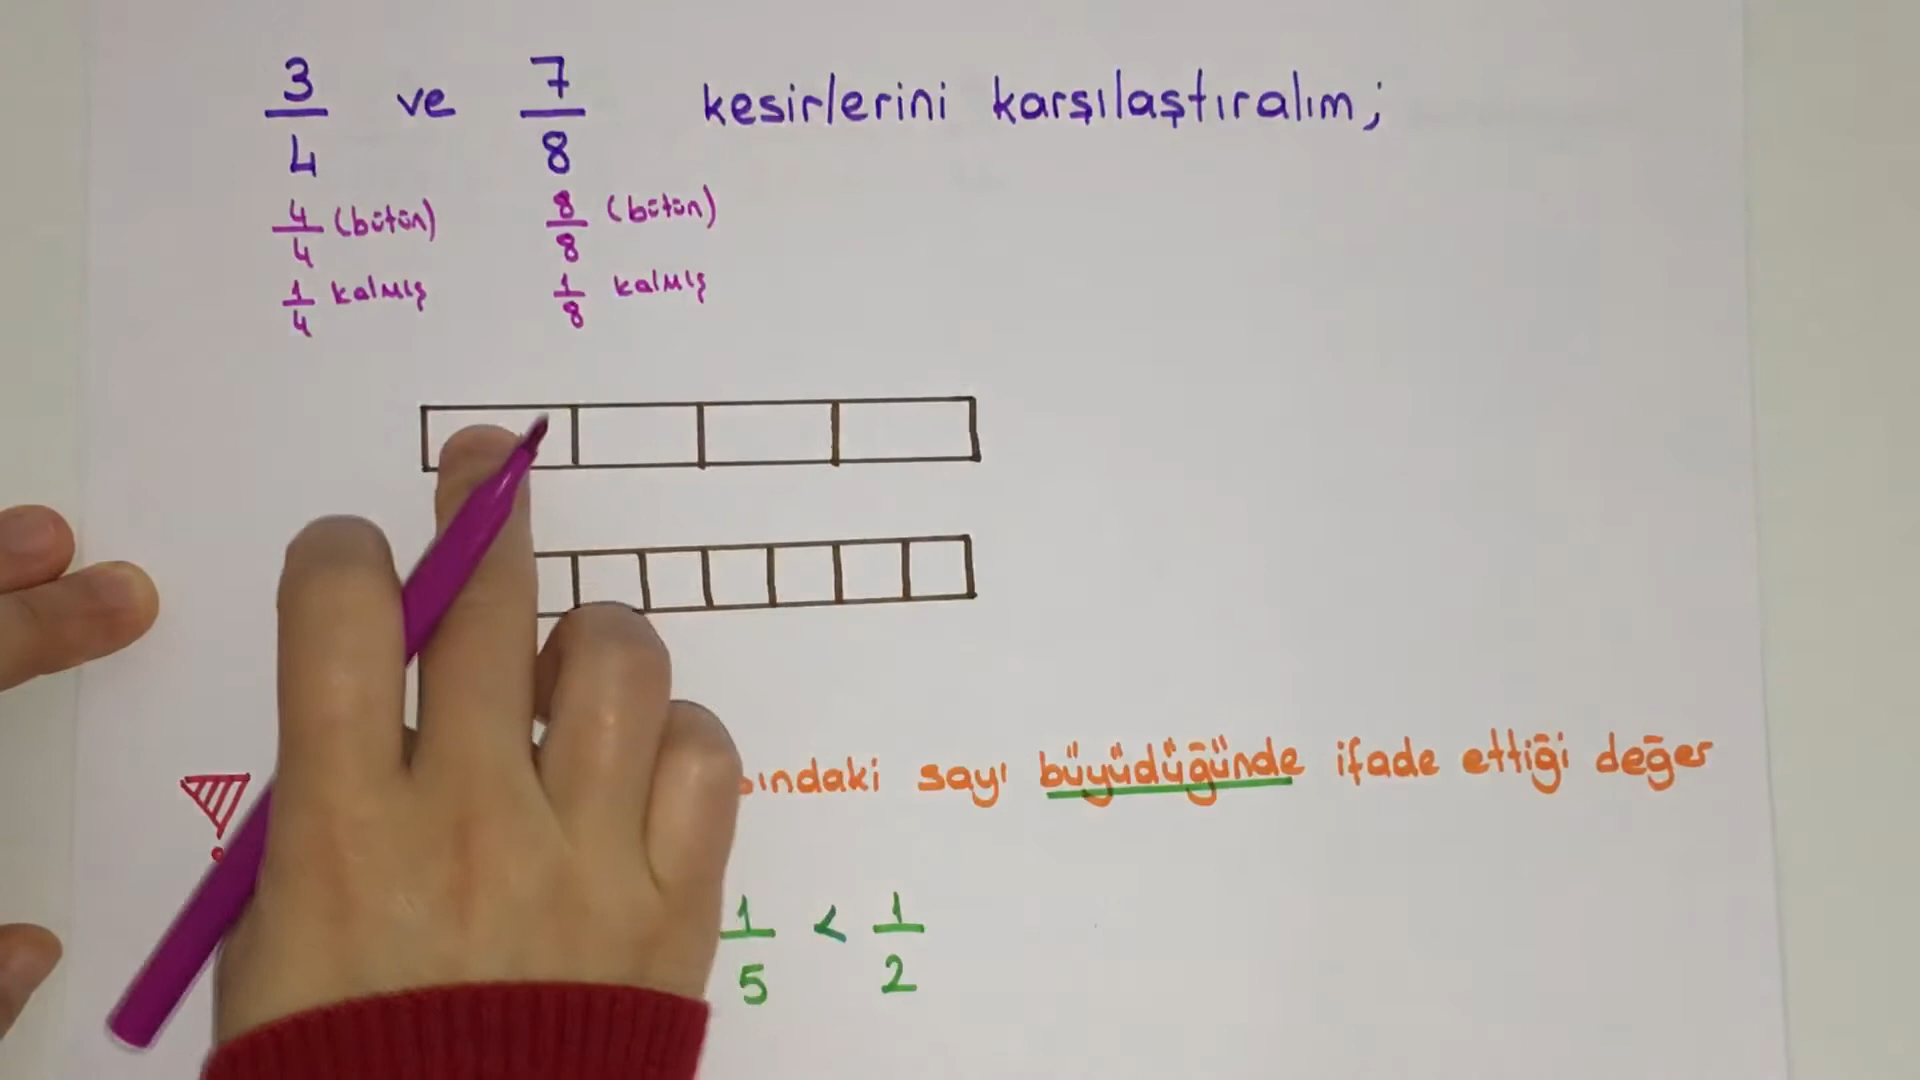 3/4 ve 7/8 kesirlerini karşılaştıralım;
4/4 (bütün) 8/8 (bütün)
1/4 kalmış 1/8 kalmış
sayı büyüdüğünde ifade ettiği değer
1/5 < 1/2